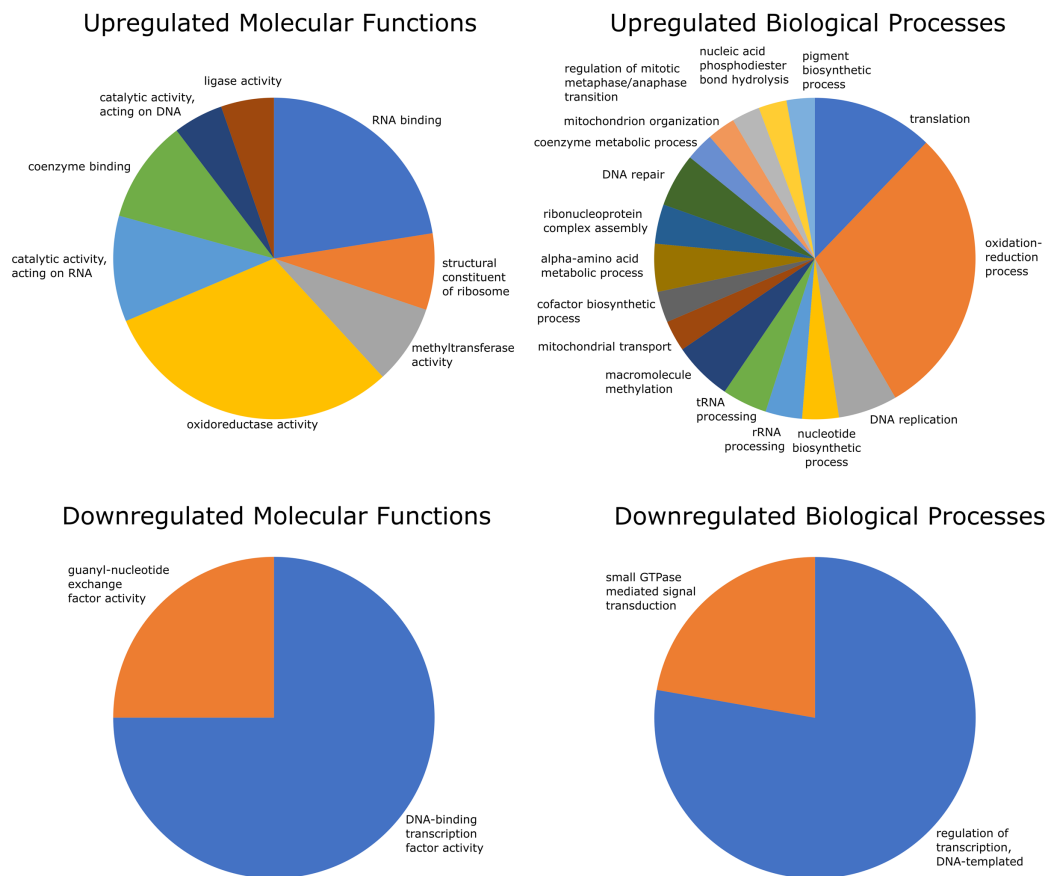 Upregulated Molecular Functions
ligase activity
catalytic activity,
acting on DNA
RNA binding
coenzyme binding
catalytic activity,
acting on RNA
structural
constituent
of ribosome
methyltransferase
activity
oxidoreductase activity
Upregulated Biological Processes
nucleic acid
phosphodiester
bond hydrolysis
pigment
biosynthetic
process
regulation of mitotic
metaphase/anaphase
transition
mitochondrion organization
translation
coenzyme metabolic process
DNA repair
ribonucleoprotein
complex assembly
oxidation-
reduction
process
alpha-amino acid
metabolic process
cofactor biosynthetic
process
mitochondrial transport
macromolecule
methylation
tRNA
processing
rRNA
processing
nucleotide
biosynthetic
process
DNA replication
Downregulated Molecular Functions
guanyl-nucleotide
exchange
factor activity
DNA-binding
transcription
factor activity
Downregulated Biological Processes
small GTPase
mediated signal
transduction
regulation of
transcription,
DNA-templated